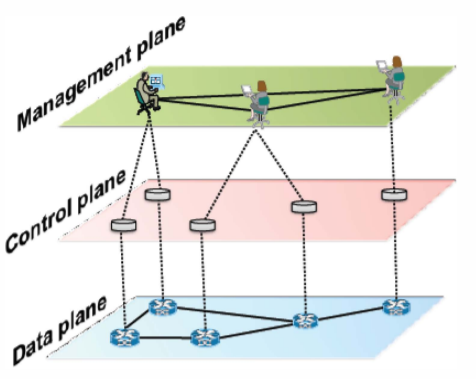 Management plane
Control plane
Data plane